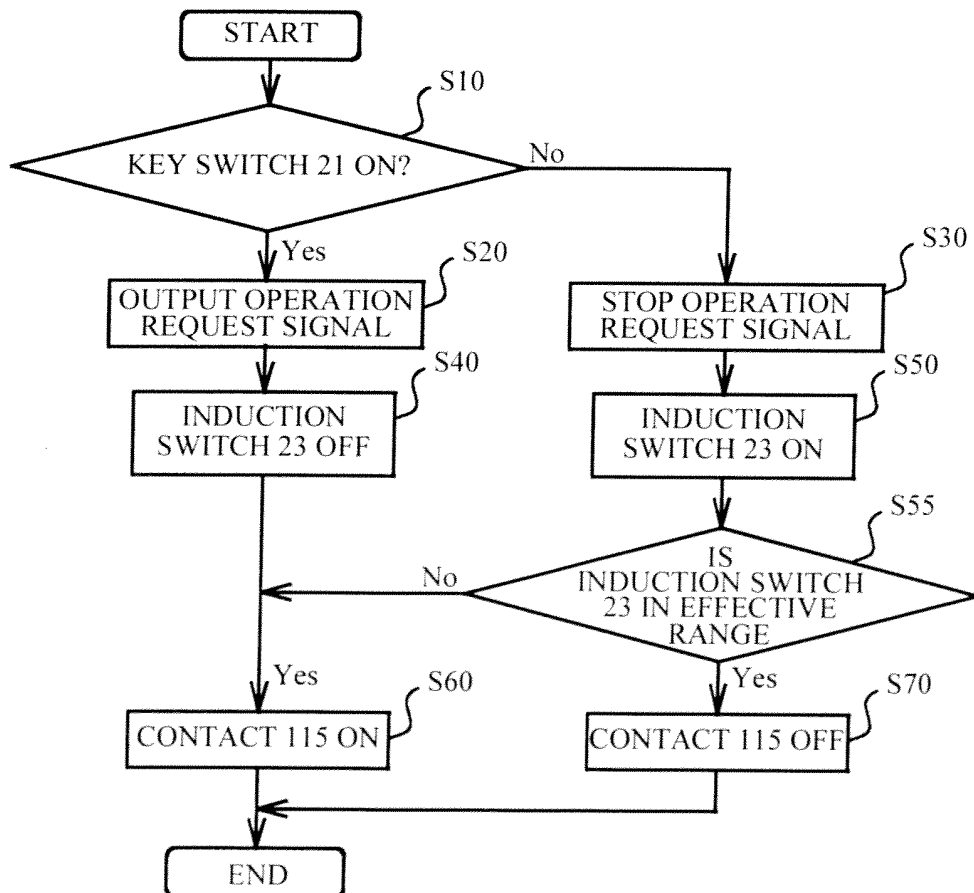 START
S10
KEY SWITCH 21 ON?
No
Yes
S20
S30
OUTPUT OPERATION
REQUEST SIGNAL
STOP OPERATION
REQUEST SIGNAL
S40
S50
INDUCTION
SWITCH 23 OFF
INDUCTION
SWITCH 23 ON
S55
IS
INDUCTION SWITCH
23 IN EFFECTIVE
RANGE
No
Yes
Yes
S60
S70
CONTACT 115 ON
CONTACT 115 OFF
END